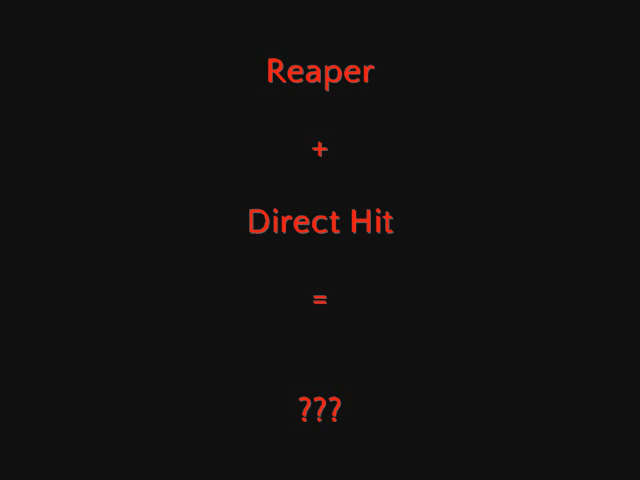 Reaper
+
Direct Hit
=
???